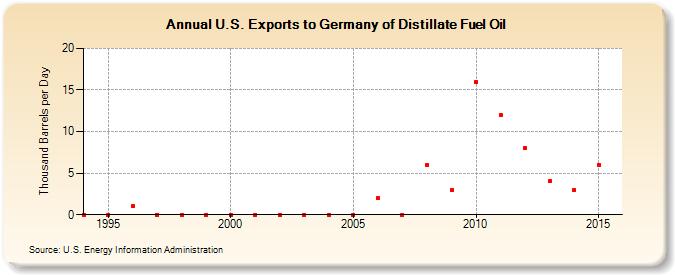 Annual U.S. Exports to Germany of Distillate Fuel Oil
Thousand Barrels per Day
20
15
10
5
0
1995 2000 2005 2010 2015
Source: U.S. Energy Information Administration